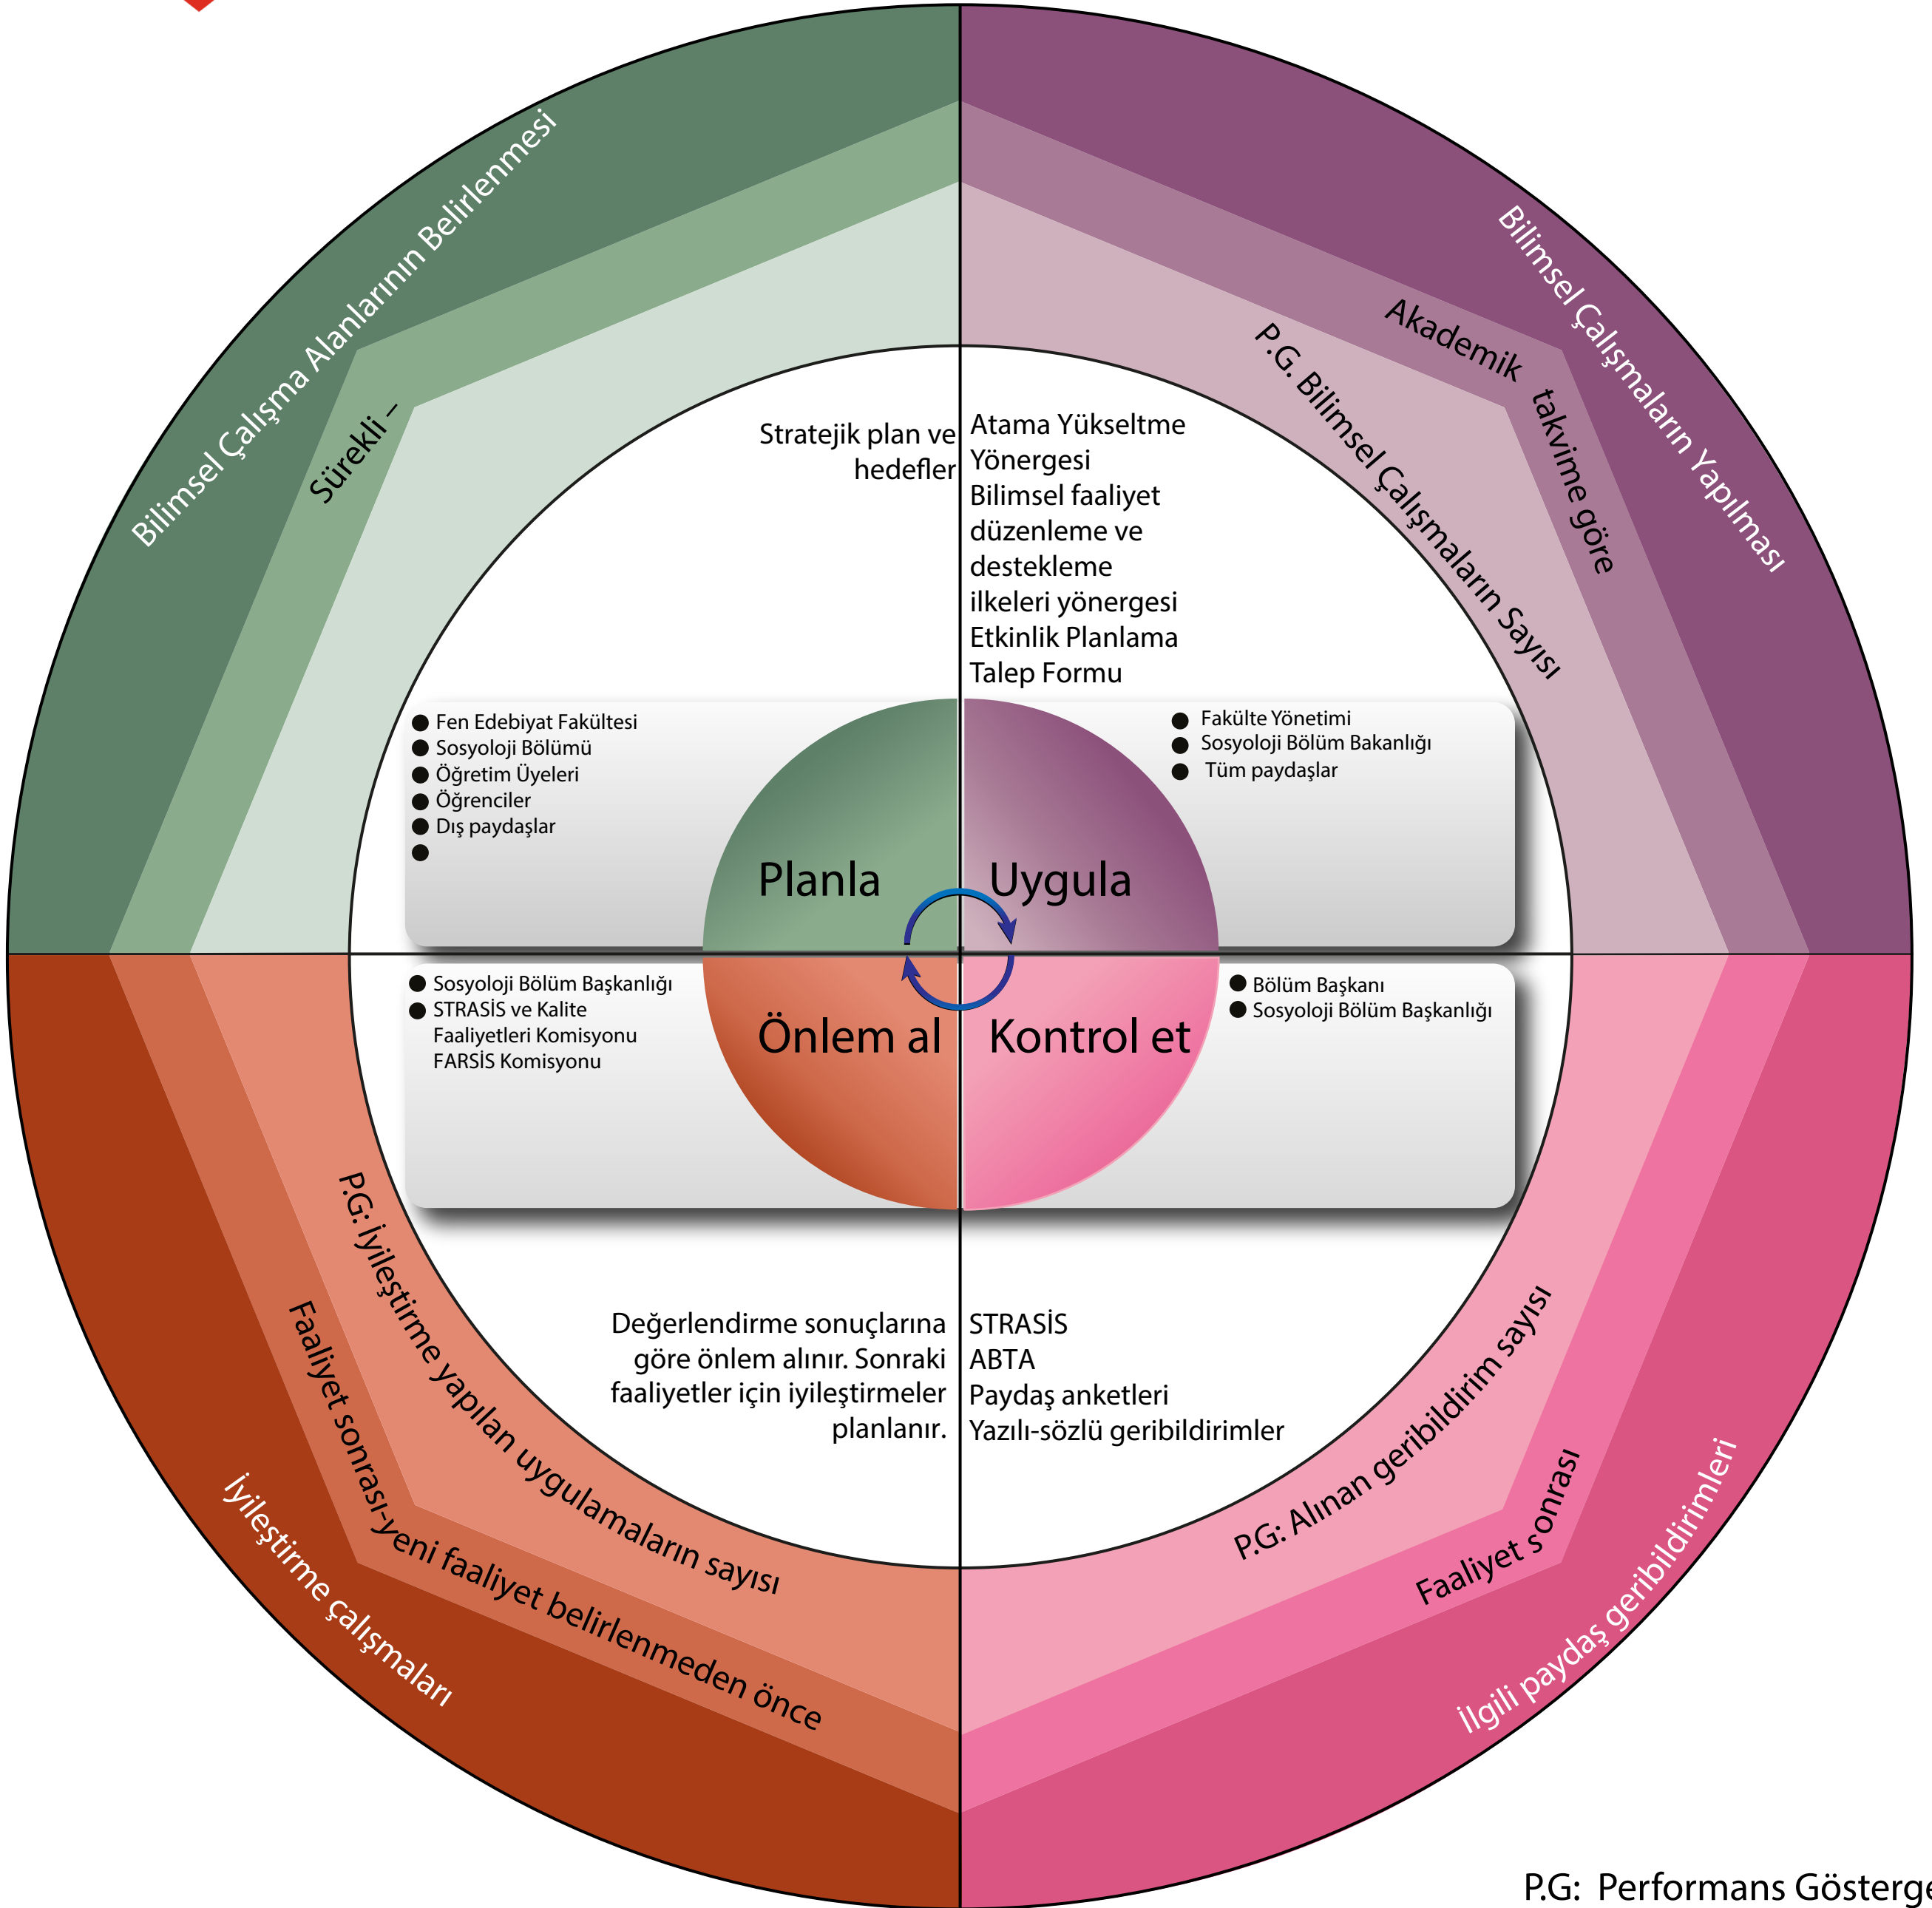 Bilimsel Çalışma Alanlarının Belirlenmesi
Sürekli –
Stratejik plan ve
hedefler
Fen Edebiyat Fakültesi
Sosyoloji Bölümü
Öğretim Üyeleri
Öğrenciler
Dış paydaşlar
Planla
Bilimsel Çalışmaların Yapılması
Akademik takvime göre
P.G. Bilimsel Çalışmaların Sayısı
Atama Yükseltme
Yönergesi
Bilimsel faaliyet
düzenleme ve
destekleme
ilkeleri yönergesi
Etkinlik Planlama
Talep Formu
Fakülte Yönetimi
Sosyoloji Bölüm Bakanlığı
Tüm paydaşlar
Uygula
Sosyoloji Bölüm Başkanlığı
STRASİS ve Kalite
Faaliyetleri Komisyonu
FARSİS Komisyonu
Önlem al
Değerlendirme sonuçlarına
göre önlem alınır. Sonraki
faaliyetler için iyileştirmeler
planlanır.
P.G: İyileştirme yapılan uygulamaların sayısı
Faaliyet sonrası-yeni faaliyet belirlenmeden önce
İyileştirme çalışmaları
Kontrol et
Bölüm Başkanı
Sosyoloji Bölüm Başkanlığı
STRASİS
ABTA
Paydaş anketleri
Yazılı-sözlü geribildirimler
P.G: Alınan geribildirim sayısı
Faaliyet sonrası
İlgili paydaş geribildirimleri
P.G: Performans Gösterge